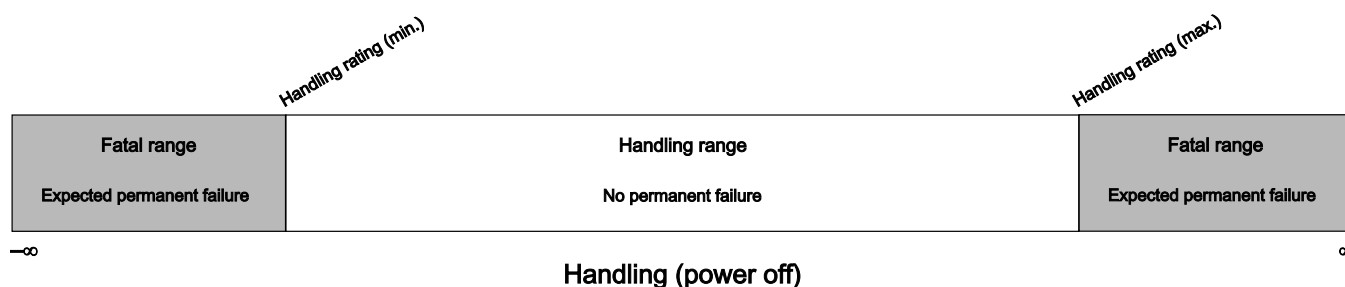 Handling rating (min.)
Handling rating (max.)
Fatal range
Handling range
Fatal range
Expected permanent failure
No permanent failure
Expected permanent failure
–∞
Handling (power off)